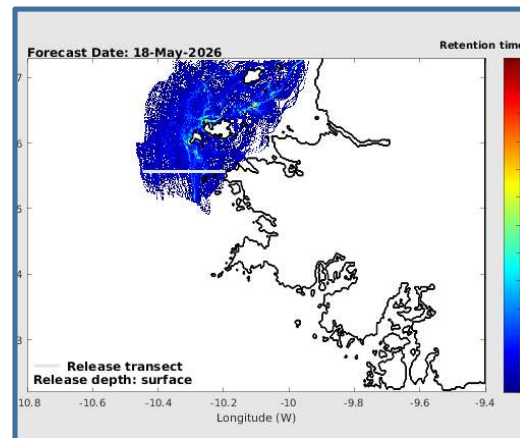 Forecast Date: 18-May-2026
Retention time
7
6
5
4
3
Release transect
Release depth: surface
10.8 -10.6 -10.4 -10.2 -10 -9.8 -9.6 -9.4
Longitude (W)